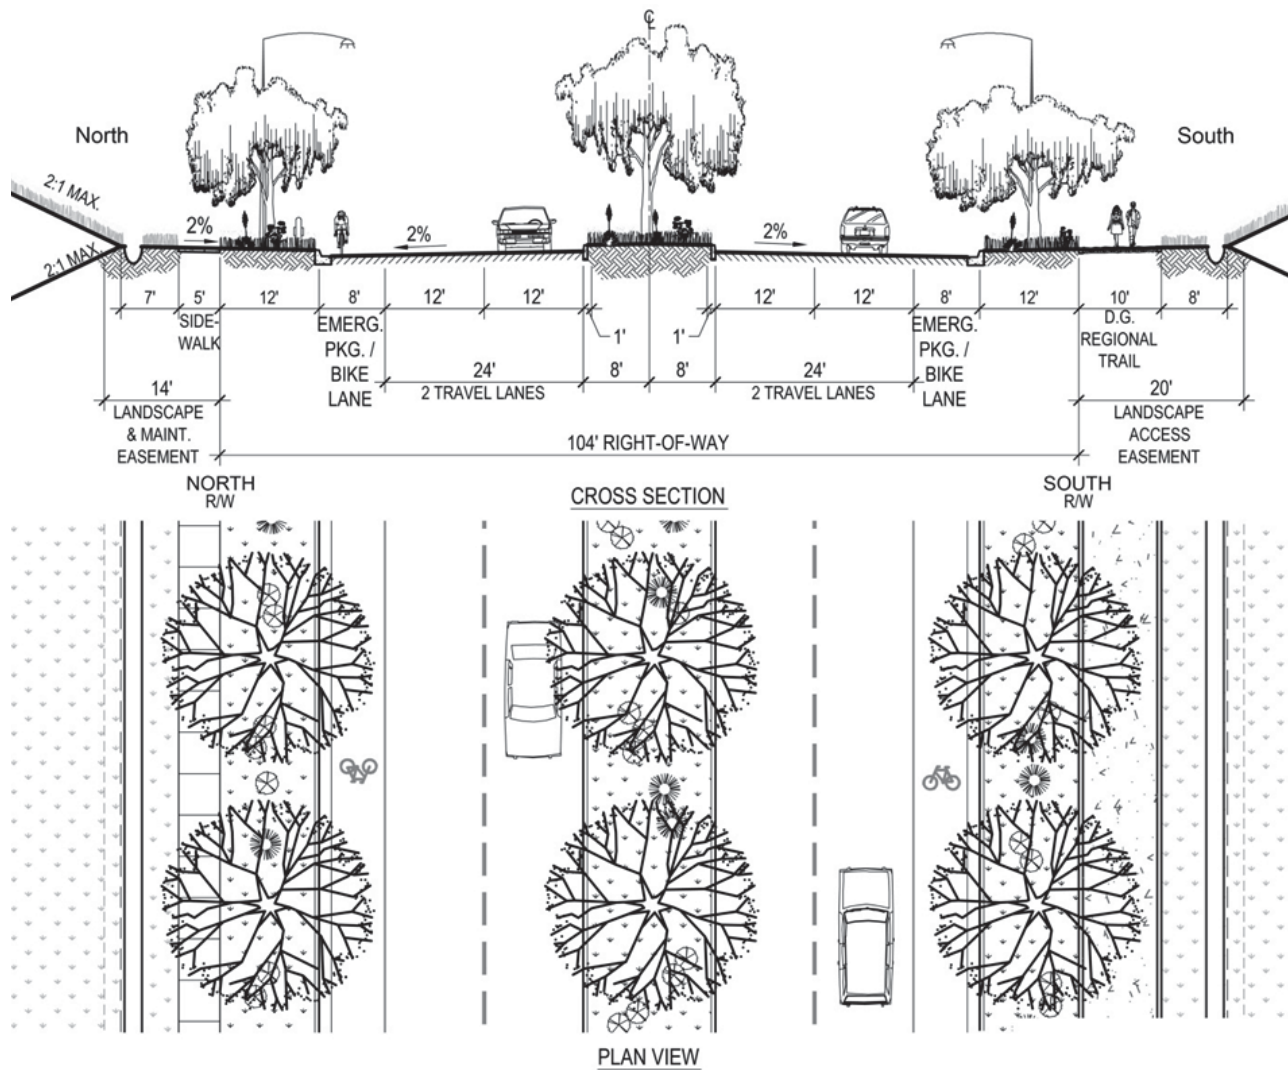 ℄
North
South
2:1 MAX.
2:1 MAX.
2%
2%
2%
7'
5'
12'
8'
12'
12'
12'
12'
8'
12'
10'
8'
SIDE-
WALK
EMERG.
PKG. /
BIKE
LANE
1'
1'
EMERG.
PKG. /
BIKE
LANE
D.G.
REGIONAL
TRAIL
24'
2 TRAVEL LANES
8'
8'
24'
2 TRAVEL LANES
14'
LANDSCAPE
& MAINT.
EASEMENT
20'
LANDSCAPE
ACCESS
EASEMENT
104' RIGHT-OF-WAY
NORTH
R/W
CROSS SECTION
SOUTH
R/W
PLAN VIEW